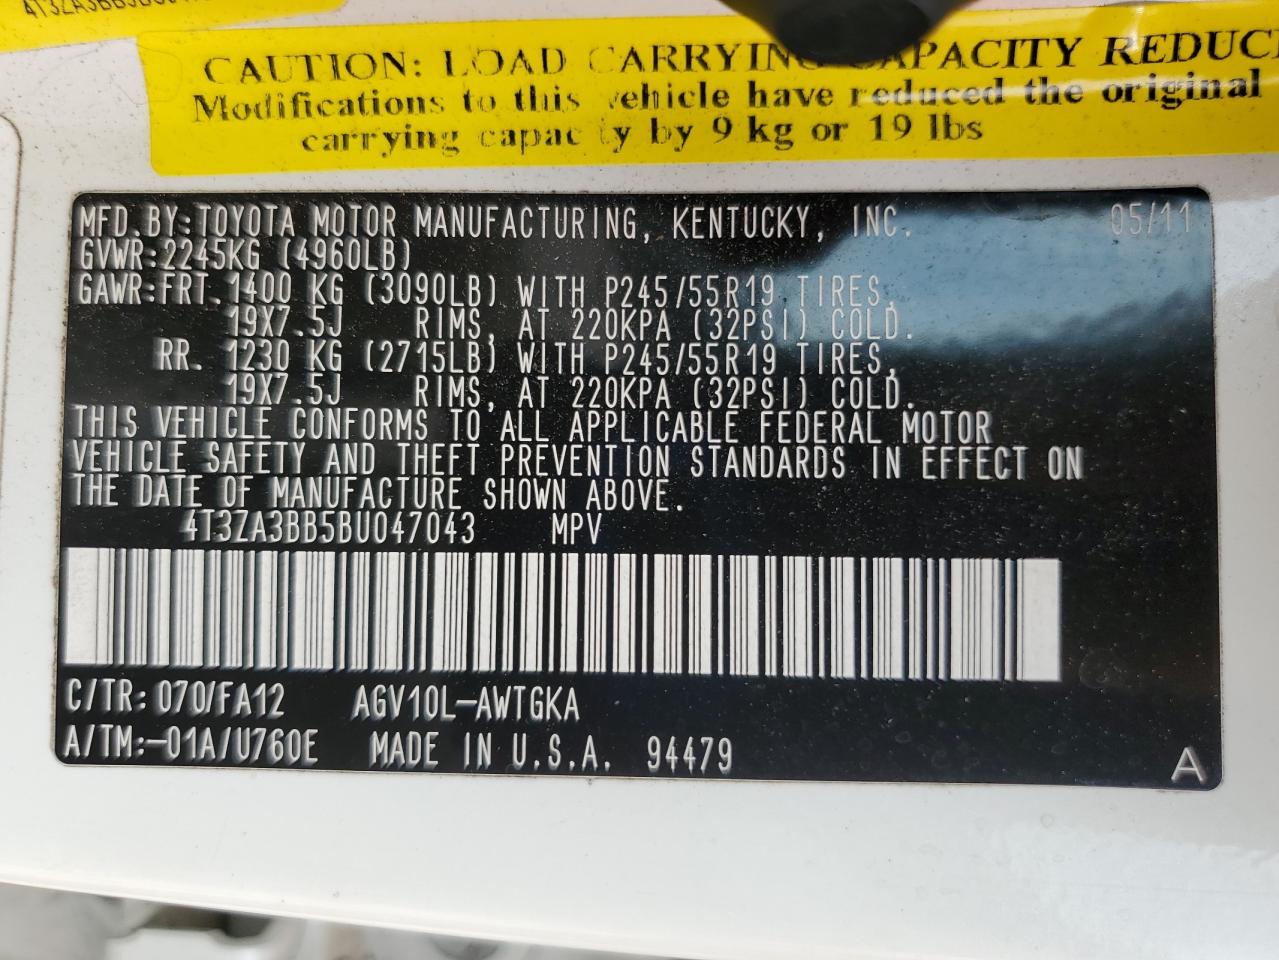 CAUTION: LOAD CARRYING CAPACITY REDUC
Modifications to this vehicle have reduced the original
carrying capacity by 9 kg or 19 lbs
MFD.BY:TOYOTA MOTOR MANUFACTURING, KENTUCKY, INC. 05/11
GVWR:2245KG (4960LB)
GAWR:FRT.1400 KG (3090LB) WITH P245/55R19 TIRES,
19X7.5J RIMS, AT 220KPA (32PSI) COLD.
RR. 1230 KG (2715LB) WITH P245/55R19 TIRES,
19X7.5J RIMS, AT 220KPA (32PSI) COLD.
THIS VEHICLE CONFORMS TO ALL APPLICABLE FEDERAL MOTOR
VEHICLE SAFETY AND THEFT PREVENTION STANDARDS IN EFFECT ON
THE DATE OF MANUFACTURE SHOWN ABOVE.
4T3ZA3BB5BU047043 MPV
C/TR:070/FA12 AGV10L-AWTGKA
A/TM:-01A/U760E MADE IN U.S.A. 94479
A